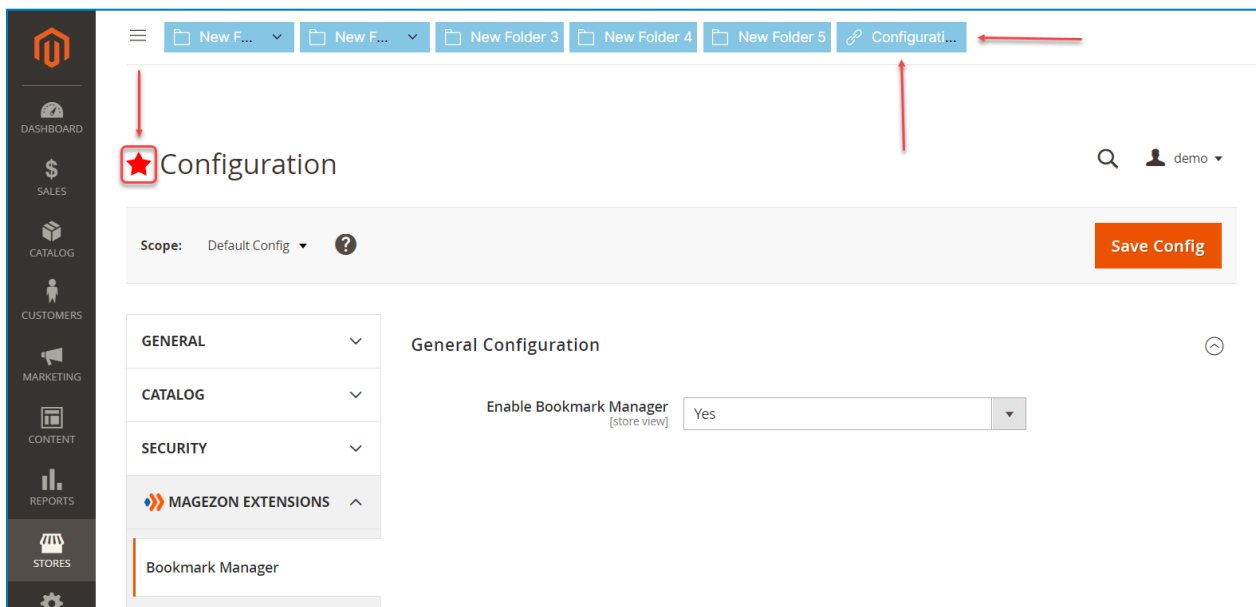 New F...
New F...
New Folder 3
New Folder 4
New Folder 5
Configurati...
DASHBOARD
SALES
CATALOG
CUSTOMERS
MARKETING
CONTENT
REPORTS
STORES
Configuration
demo
Scope: Default Config ?
Save Config
GENERAL
CATALOG
SECURITY
MAGEZON EXTENSIONS
Bookmark Manager
General Configuration
Enable Bookmark Manager
[store view]
Yes